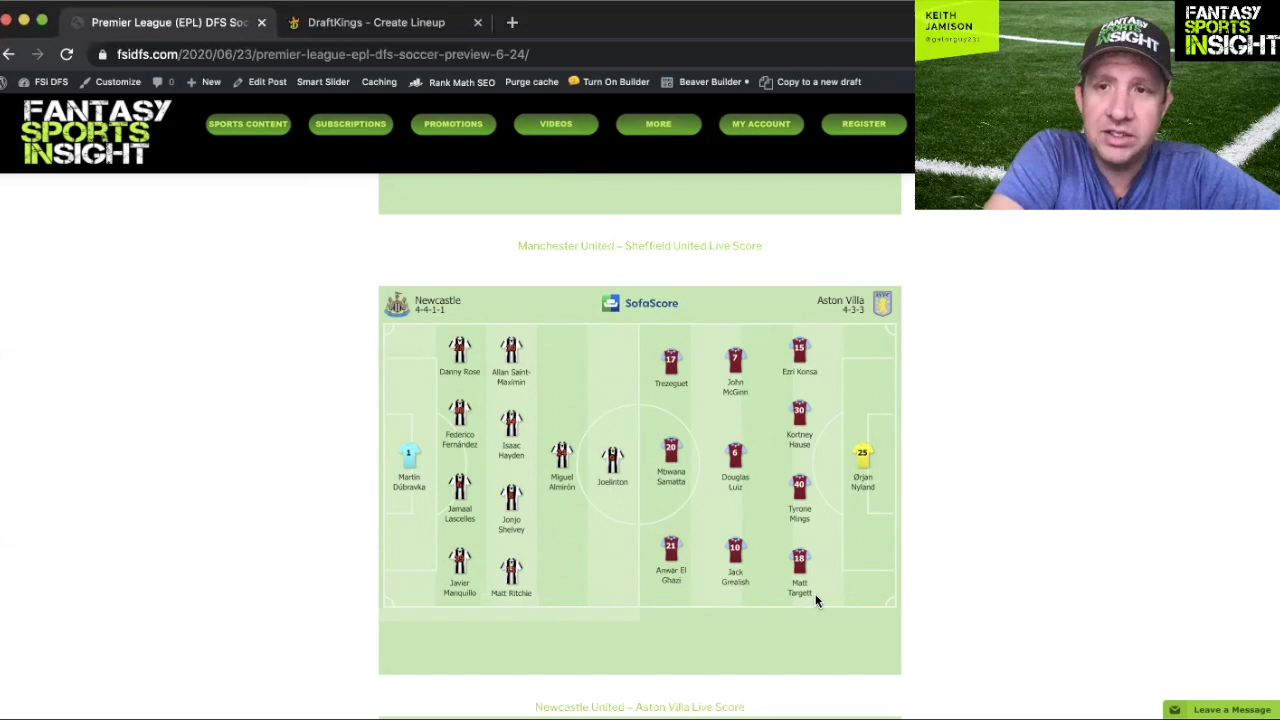 Premier League (EPL) DFS Socc
DraftKings - Create Lineup
fsidfs.com/2020/06/23/premier-league-epl-dfs-soccer-preview-6-24/
FSI DFS
Customize
0
New
Edit Post
Smart Slider
Caching
Rank Math SEO
Purge cache
Turn On Builder
Beaver Builder
Copy to a new draft
KEITH
JAMISON
@gatorguy231
FANTASY
SPORTS
INSIGHT
FANTASY
SPORTS
INSIGHT
FANTASY
SPORTS
INSIGHT
SPORTS CONTENT
SUBSCRIPTIONS
PROMOTIONS
VIDEOS
MORE
MY ACCOUNT
REGISTER
Manchester United – Sheffield United Live Score
Newcastle
4-4-1-1
SofaScore
Aston Villa
4-3-3
Danny Rose
Allan Saint-
Maximin
17
Trezeguet
7
John
McGinn
15
Ezri Konsa
Federico
Fernández
Isaac
Hayden
30
Kortney
Hause
1
Martin
Dúbravka
Miguel
Almirón
Joelinton
20
Mbwana
Samatta
6
Douglas
Luiz
25
Ørjan
Nyland
Jamaal
Lascelles
Jonjo
Shelvey
40
Tyrone
Mings
Javier
Manquillo
Matt Ritchie
21
Anwar El
Ghazi
10
Jack
Grealish
18
Matt
Targett
Newcastle United – Aston Villa Live Score
Leave a Message